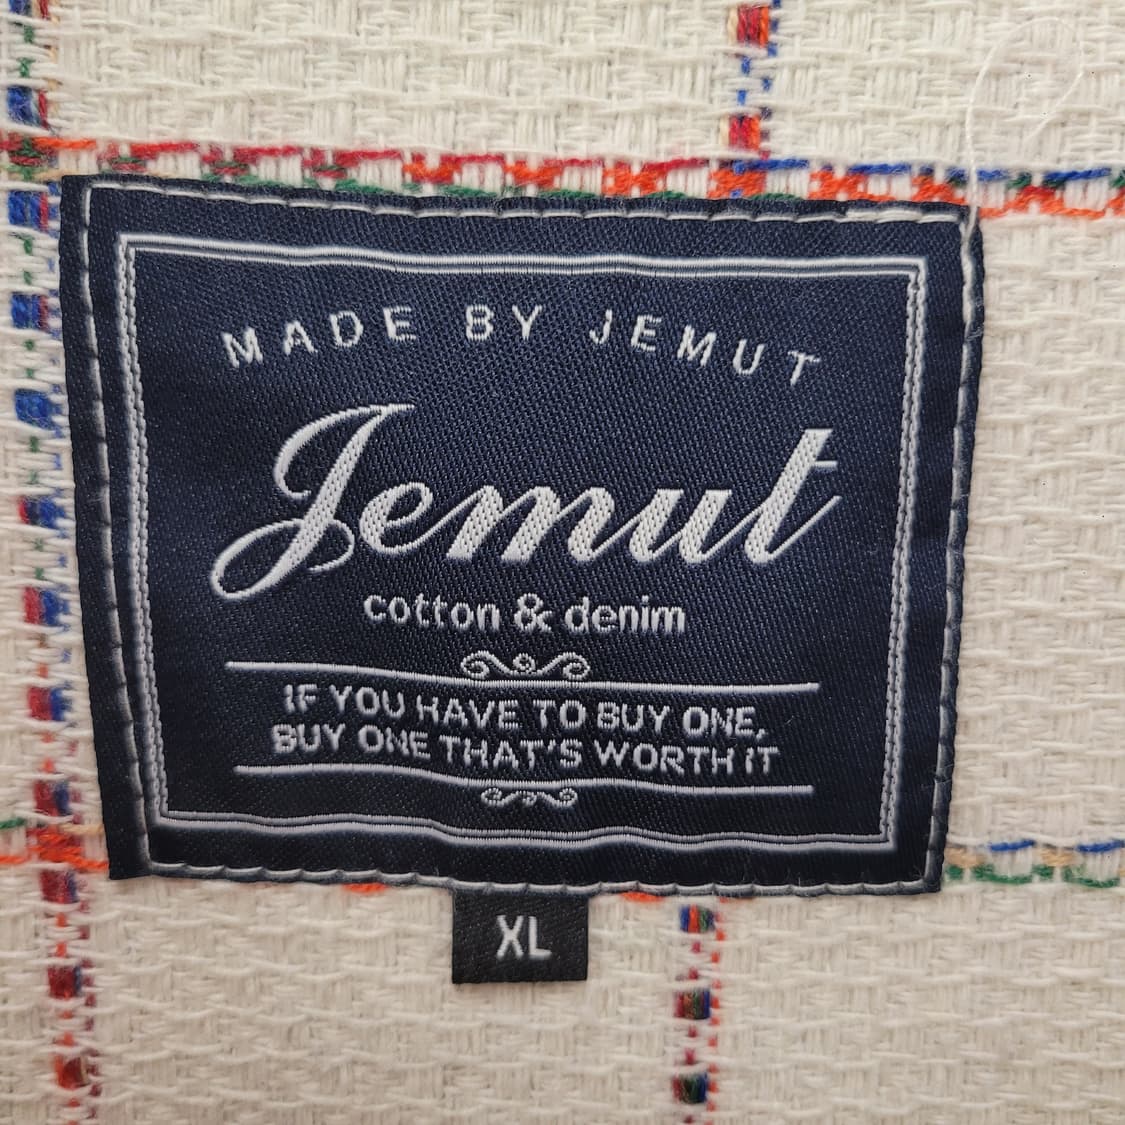 MADE BY JEMUT
Jemut
cotton & denim
IF YOU HAVE TO BUY ONE,
BUY ONE THAT'S WORTH IT
XL